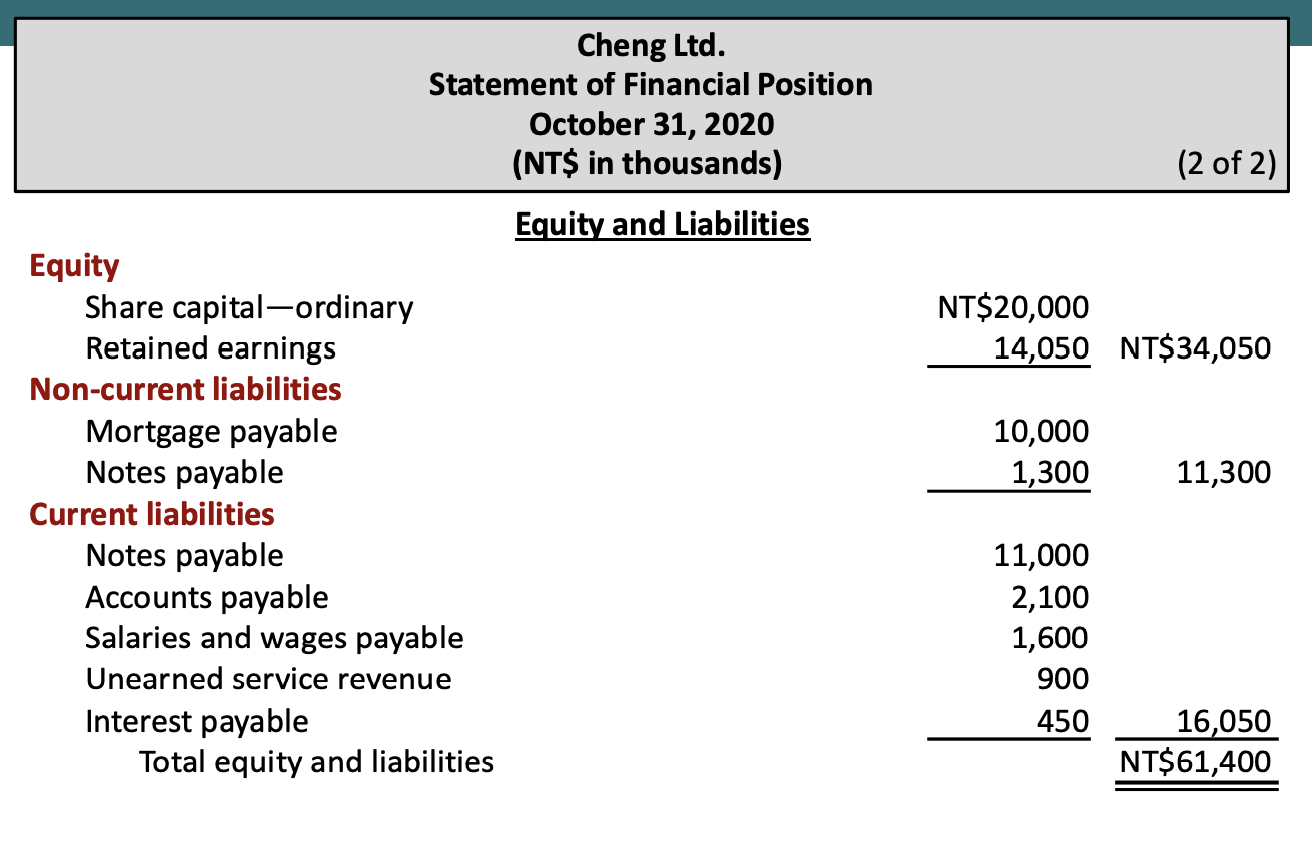 Cheng Ltd.
Statement of Financial Position
October 31, 2020
(NT$ in thousands) (2 of 2)
Equity and Liabilities
Equity
Share capital—ordinary NT$20,000
Retained earnings 14,050 NT$34,050
Non-current liabilities
Mortgage payable 10,000
Notes payable 1,300 11,300
Current liabilities
Notes payable 11,000
Accounts payable 2,100
Salaries and wages payable 1,600
Unearned service revenue 900
Interest payable 450 16,050
Total equity and liabilities NT$61,400